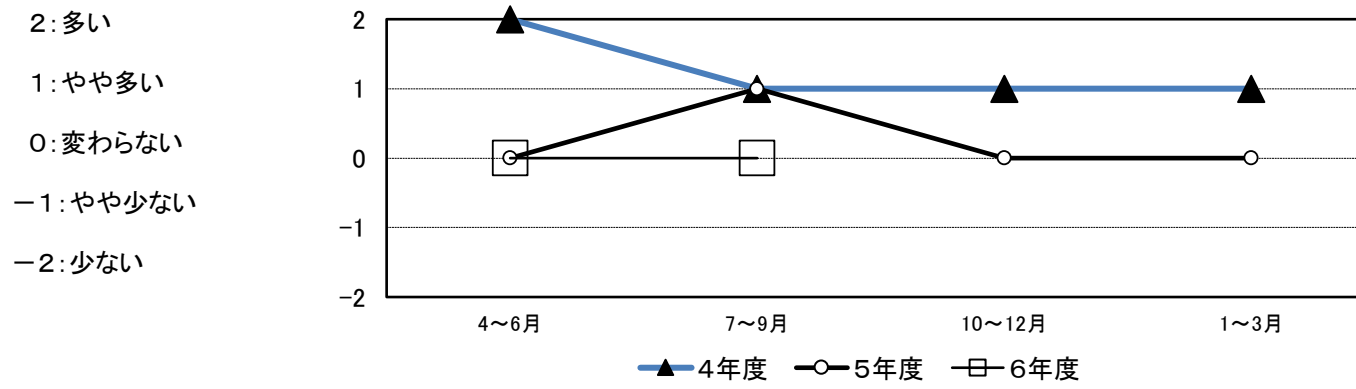 2：多い
1：やや多い
0：変わらない
－1：やや少ない
－2：少ない
2
1
0
-1
-2
4～6月 7～9月 10～12月 1～3月
4年度 5年度 6年度